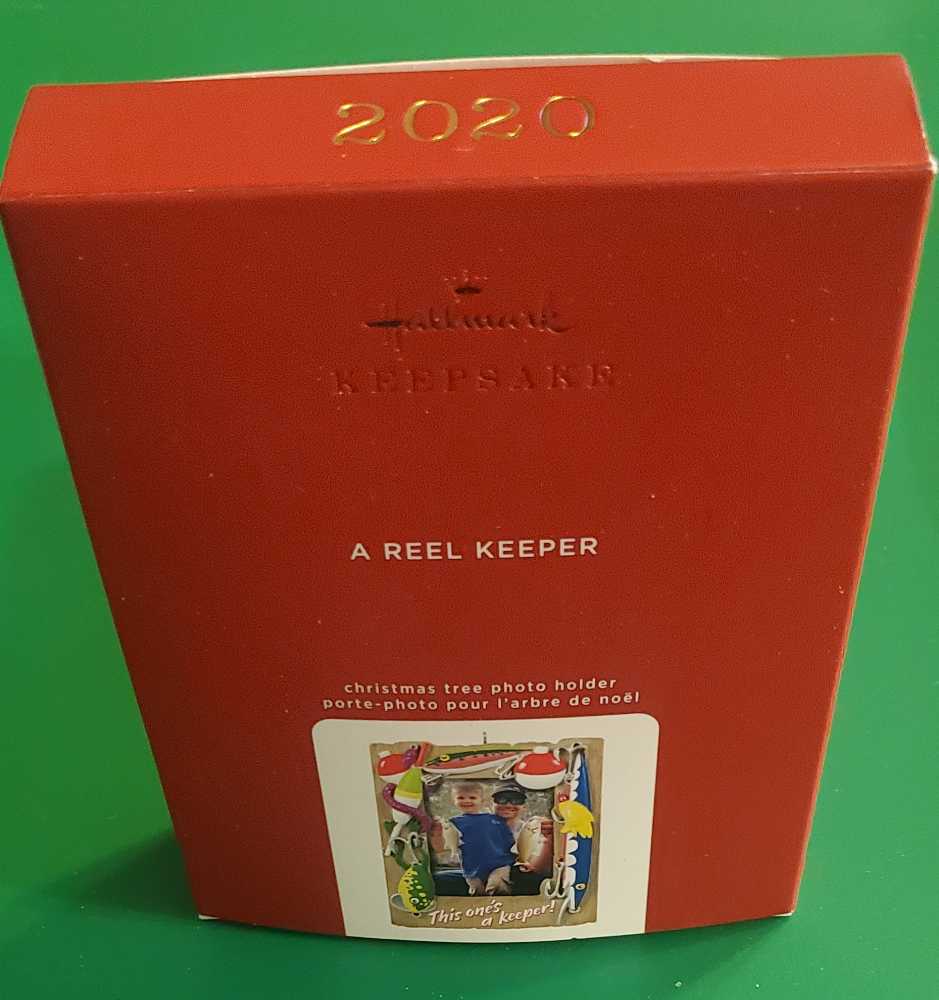 2020
Hallmark
KEEPSAKE
A REEL KEEPER
christmas tree photo holder
porte-photo pour l'arbre de noël
This one's
a keeper!